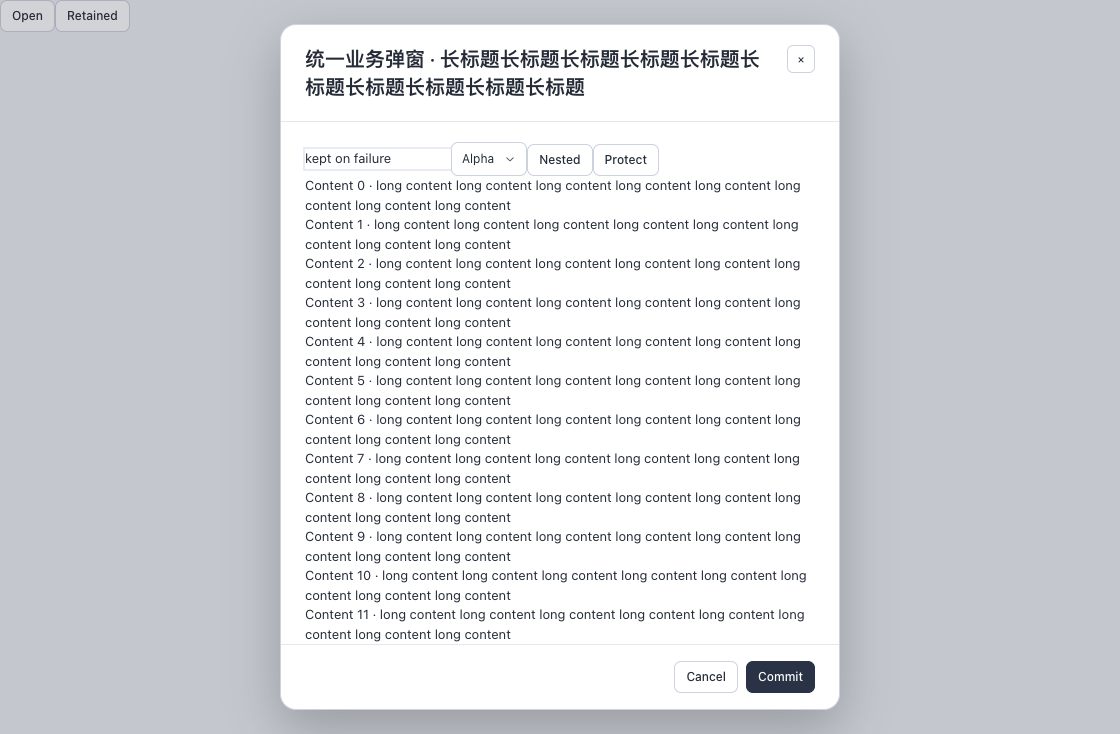 Open Retained
统一业务弹窗 · 长标题长标题长标题长标题长标题长
标题长标题长标题长标题长标题
×
kept on failure Alpha Nested Protect
Content 0 · long content long content long content long content long content long
content long content long content
Content 1 · long content long content long content long content long content long
content long content long content
Content 2 · long content long content long content long content long content long
content long content long content
Content 3 · long content long content long content long content long content long
content long content long content
Content 4 · long content long content long content long content long content long
content long content long content
Content 5 · long content long content long content long content long content long
content long content long content
Content 6 · long content long content long content long content long content long
content long content long content
Content 7 · long content long content long content long content long content long
content long content long content
Content 8 · long content long content long content long content long content long
content long content long content
Content 9 · long content long content long content long content long content long
content long content long content
Content 10 · long content long content long content long content long content long
content long content long content
Content 11 · long content long content long content long content long content long
content long content long content
Cancel Commit